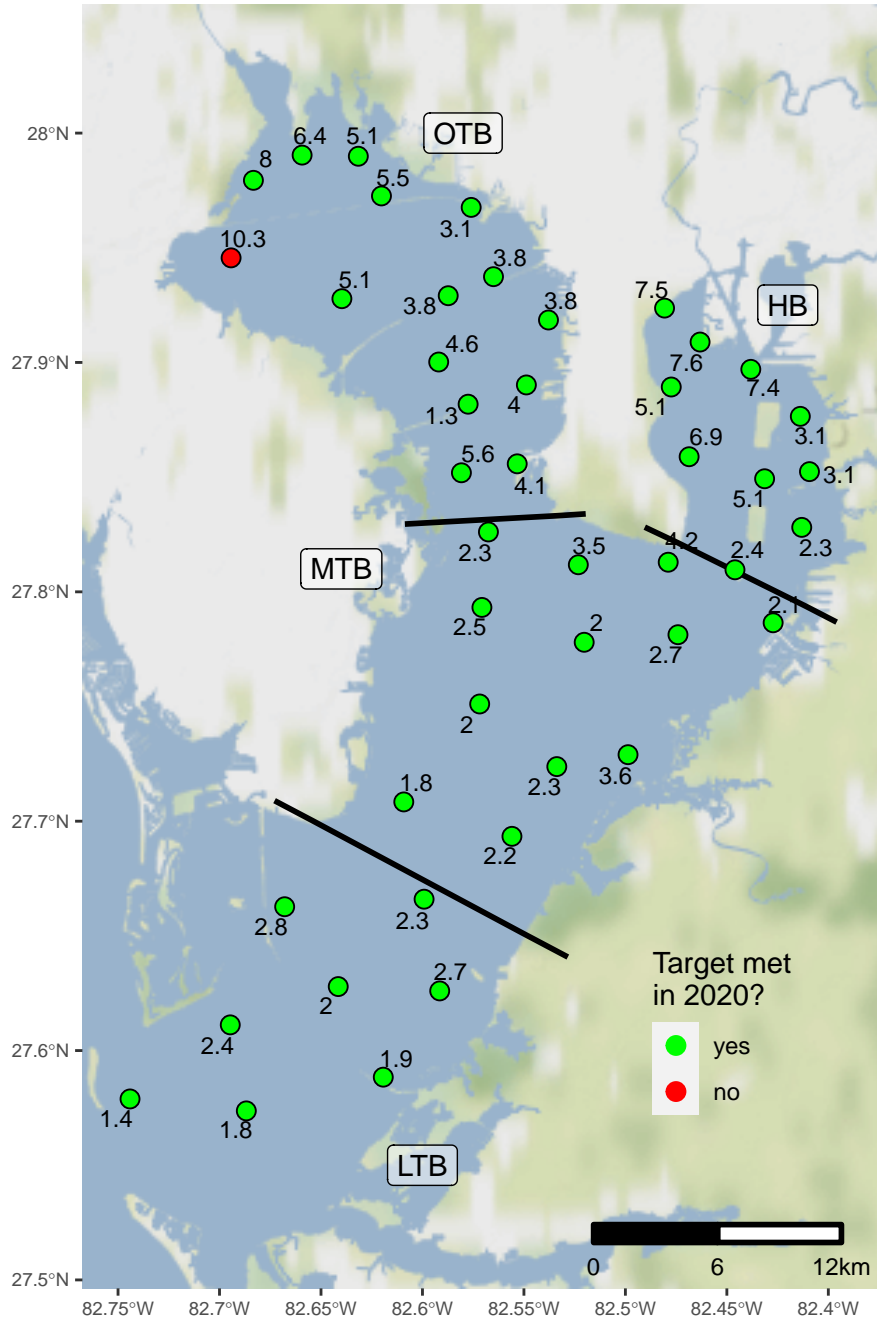 28°N
27.9°N
27.8°N
27.7°N
27.6°N
27.5°N
OTB
HB
MTB
LTB
6.4
5.1
8
5.5
10.3
3.1
3.8
5.1
3.8
3.8
7.5
4.6
7.6
7.4
4
5.1
1.3
3.1
6.9
5.6
4.1
3.1
5.1
2.3
2.3
3.5
4.2
2.4
2.5
2
2.7
2.1
2
2.3
3.6
1.8
2.2
2.8
2.3
2
2.7
2.4
1.9
1.4
1.8
Target met
in 2020?
yes
no
0 6 12km
82.75°W 82.7°W 82.65°W 82.6°W 82.55°W 82.5°W 82.45°W 82.4°W